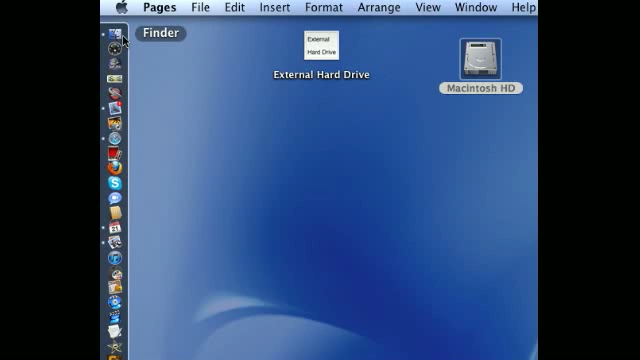 Pages File Edit Insert Format Arrange View Window Help
Finder
External
Hard Drive
External Hard Drive
Macintosh HD